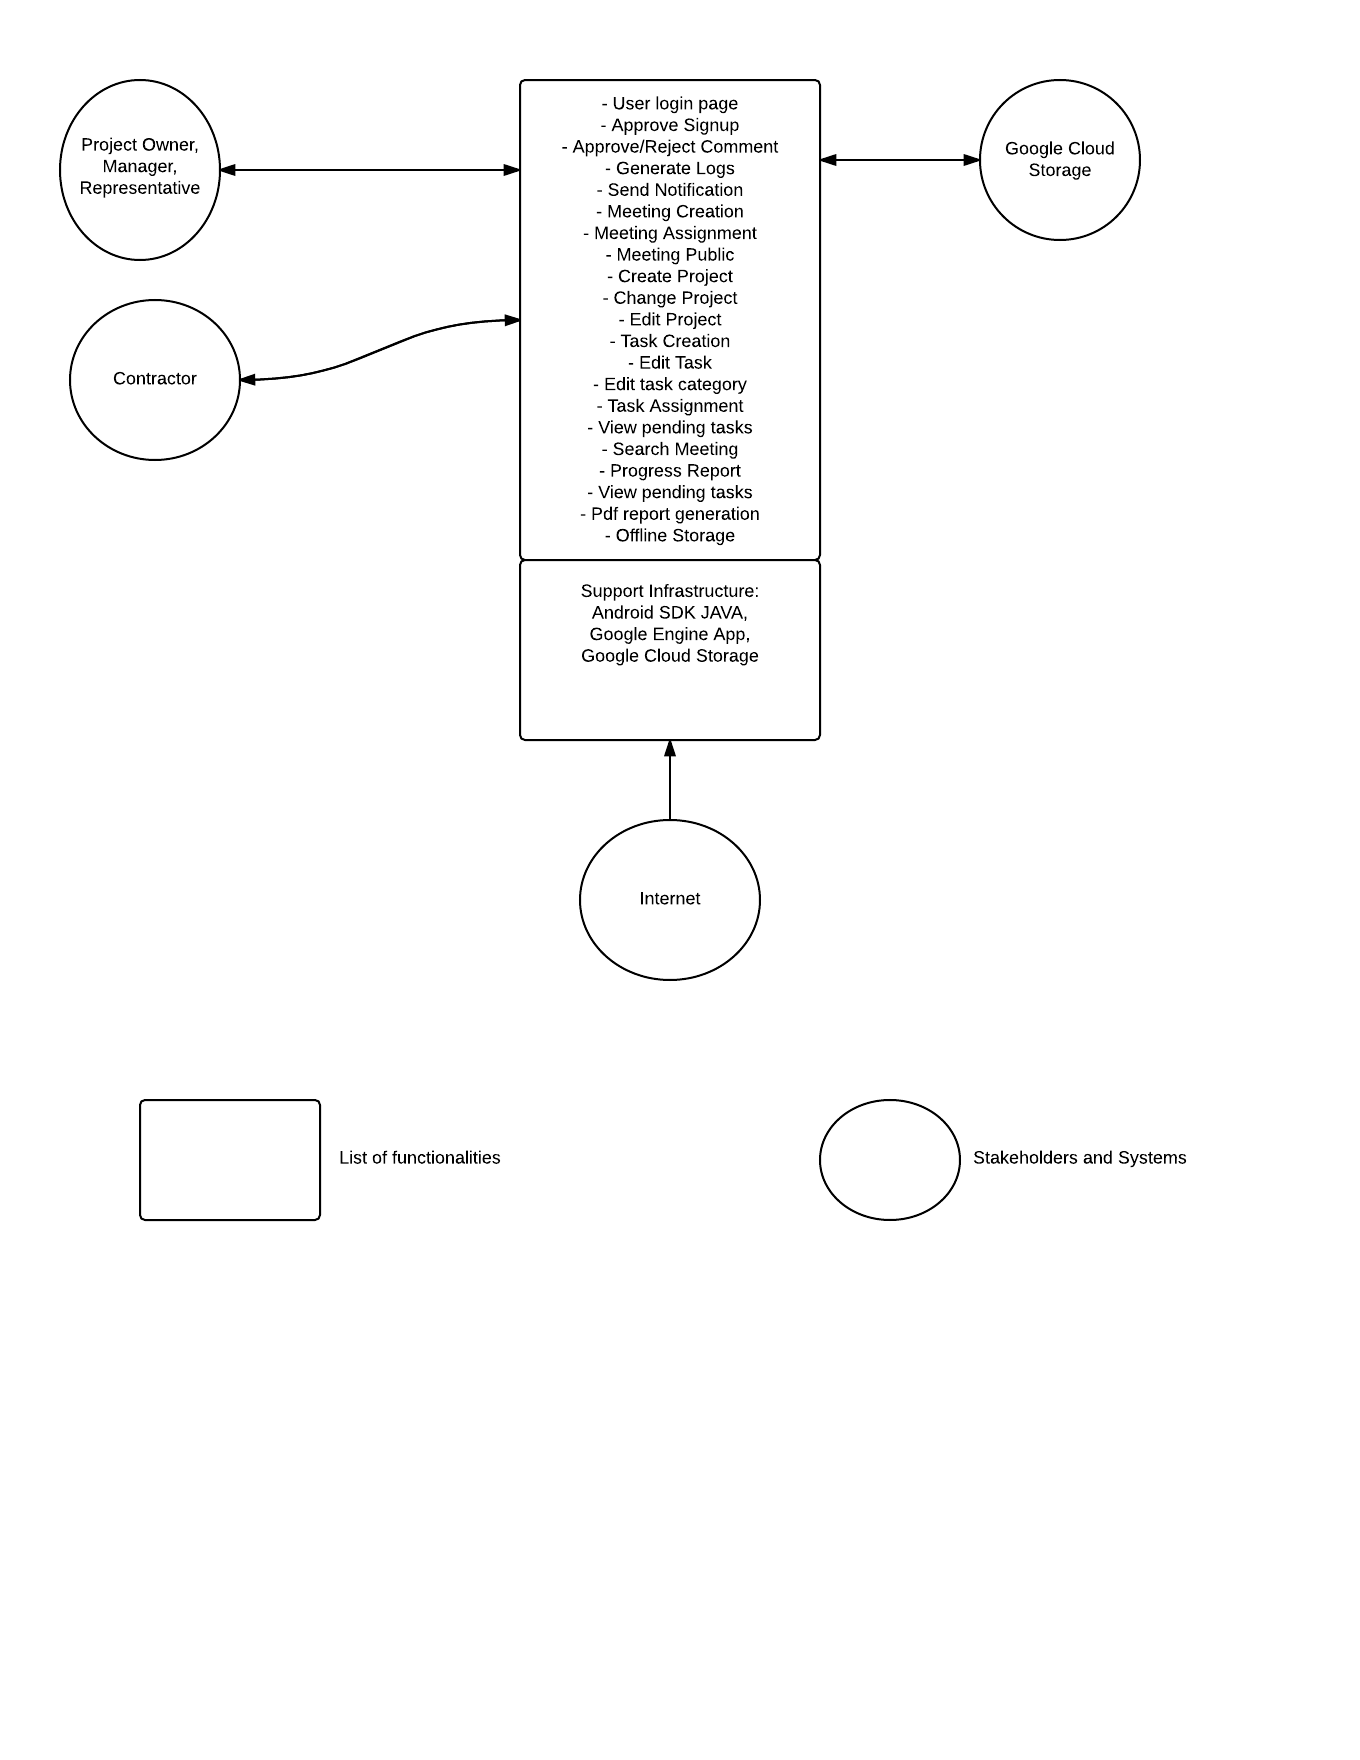 Project Owner,
Manager,
Representative
Contractor
- User login page
- Approve Signup
- Approve/Reject Comment
- Generate Logs
- Send Notification
- Meeting Creation
- Meeting Assignment
- Meeting Public
- Create Project
- Change Project
- Edit Project
- Task Creation
- Edit Task
- Edit task category
- Task Assignment
- View pending tasks
- Search Meeting
- Progress Report
- View pending tasks
- Pdf report generation
- Offline Storage
Support Infrastructure:
Android SDK JAVA,
Google Engine App,
Google Cloud Storage
Google Cloud
Storage
Internet
List of functionalities
Stakeholders and Systems